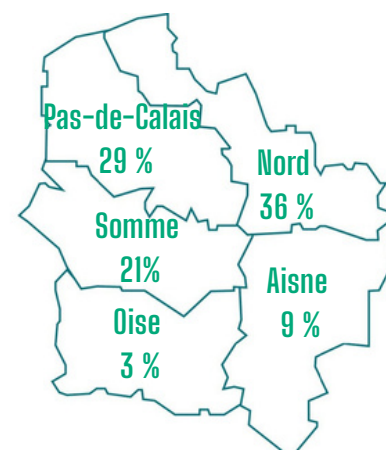 Pas-de-Calais
29 %
Nord
36 %
Somme
21%
Aisne
9 %
Oise
3 %